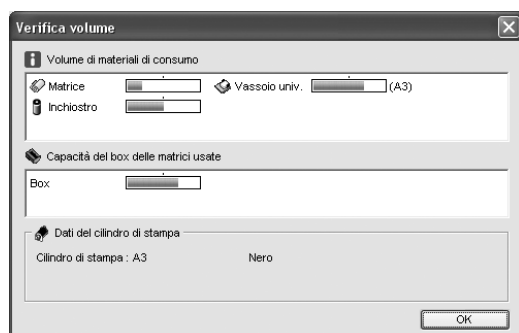 Verifica volume
Volume di materiali di consumo
Matrice Vassoio univ. (A3)
Inchiostro
Capacità del box delle matrici usate
Box
Dati del cilindro di stampa
Cilindro di stampa : A3 Nero
OK